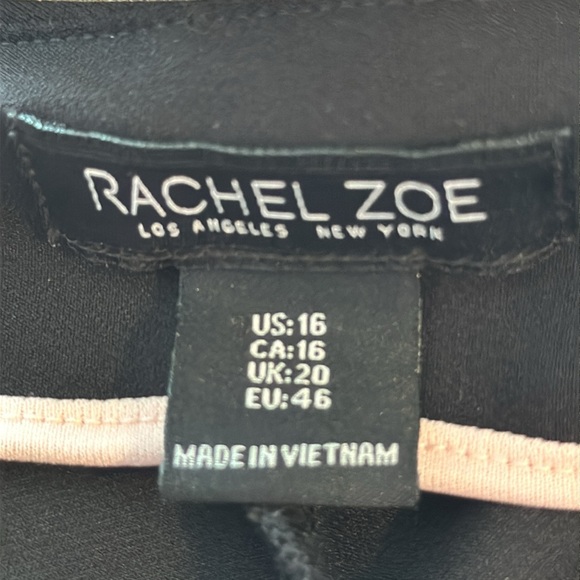 RACHEL ZOE
LOS ANGELES NEW YORK
US:16
CA:16
UK:20
EU:46
MADE IN VIETNAM